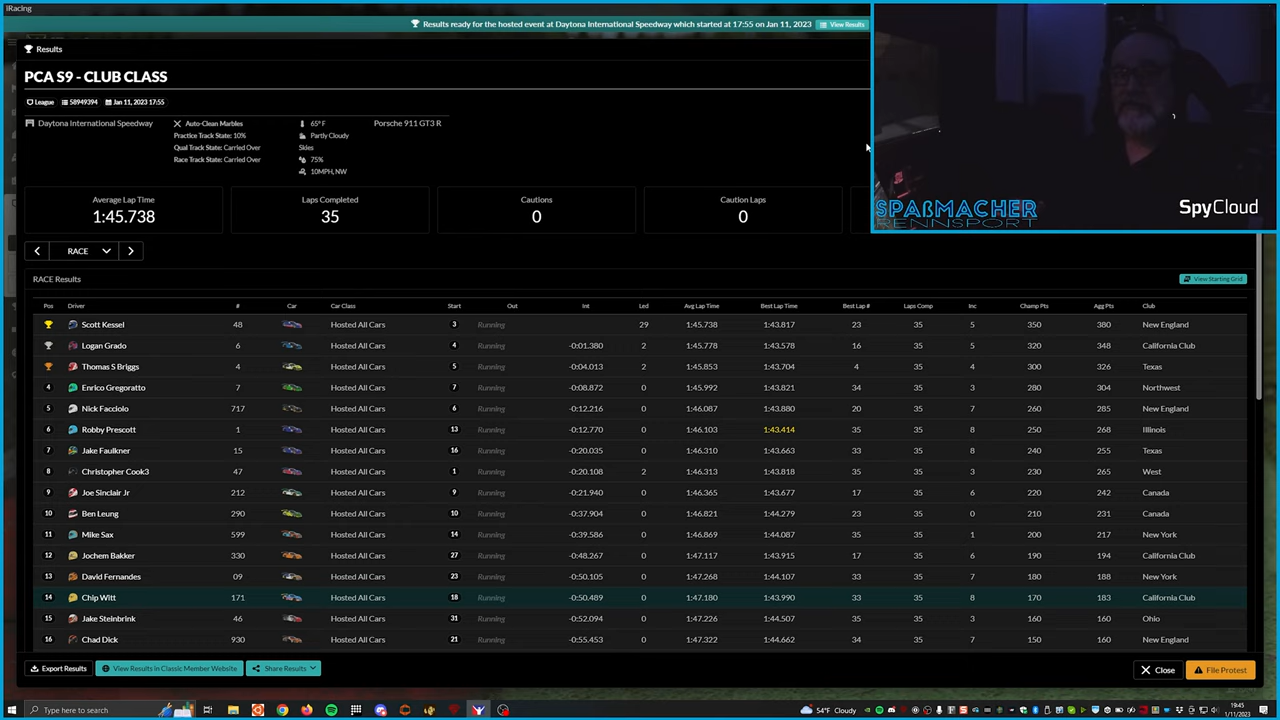 iRacing
Results ready for the hosted event at Daytona International Speedway which started at 17:55 on Jan 11, 2023 View Results
Results
PCA S9 - CLUB CLASS
League 58949394 Jan 11, 2023 17:55
Daytona International Speedway
Auto-Clean Marbles
Practice Track State: 10%
Qual Track State: Carried Over
Race Track State: Carried Over
65° F
Partly Cloudy
Skies
75%
10MPH, NW
Porsche 911 GT3 R
SPAßMACHER
RENNSPORT
SpyCloud
Average Lap Time
1:45.738
Laps Completed
35
Cautions
0
Caution Laps
0
RACE
RACE Results
View Starting Grid
Pos Driver # Car Car Class Start Out Int Led Avg Lap Time Best Lap Time Best Lap # Laps Comp Inc Champ Pts Agg Pts Club
Scott Kessel 48 Hosted All Cars 3 Running 29 1:45.738 1:43.817 23 35 5 350 380 New England
Logan Grado 6 Hosted All Cars 4 Running -0:01.380 2 1:45.778 1:43.578 16 35 5 320 348 California Club
Thomas S Briggs 4 Hosted All Cars 5 Running -0:04.013 2 1:45.853 1:43.704 4 35 4 300 326 Texas
4 Enrico Gregoratto 7 Hosted All Cars 7 Running -0:08.872 0 1:45.992 1:43.821 34 35 3 280 304 Northwest
5 Nick Facciolo 717 Hosted All Cars 6 Running -0:12.216 0 1:46.087 1:43.880 20 35 7 260 285 New England
6 Robby Prescott 1 Hosted All Cars 13 Running -0:12.770 0 1:46.103 1:43.414 35 35 8 250 268 Illinois
7 Jake Faulkner 15 Hosted All Cars 16 Running -0:20.035 0 1:46.310 1:43.663 33 35 8 240 255 Texas
8 Christopher Cook3 47 Hosted All Cars 1 Running -0:20.108 2 1:46.313 1:43.818 35 35 3 230 265 West
9 Joe Sinclair Jr 212 Hosted All Cars 9 Running -0:21.940 0 1:46.365 1:43.677 17 35 6 220 242 Canada
10 Ben Leung 290 Hosted All Cars 10 Running -0:37.904 0 1:46.821 1:44.279 23 35 0 210 231 Canada
11 Mike Sax 599 Hosted All Cars 14 Running -0:39.586 0 1:46.869 1:44.087 35 35 1 200 217 New York
12 Jochem Bakker 330 Hosted All Cars 27 Running -0:48.267 0 1:47.117 1:43.915 17 35 6 190 194 California Club
13 David Fernandes 09 Hosted All Cars 23 Running -0:50.105 0 1:47.268 1:44.107 33 35 7 180 188 New York
14 Chip Witt 171 Hosted All Cars 18 Running -0:50.489 0 1:47.180 1:43.990 33 35 8 170 183 California Club
15 Jake Steinbrink 46 Hosted All Cars 31 Running -0:52.094 0 1:47.226 1:44.507 35 35 3 160 160 Ohio
16 Chad Dick 930 Hosted All Cars 21 Running -0:55.453 0 1:47.322 1:44.662 34 35 7 150 160 New England
Export Results View Results in Classic Member Website Share Results Close File Protest
Type here to search
54°F Cloudy
19:45
1/11/2023